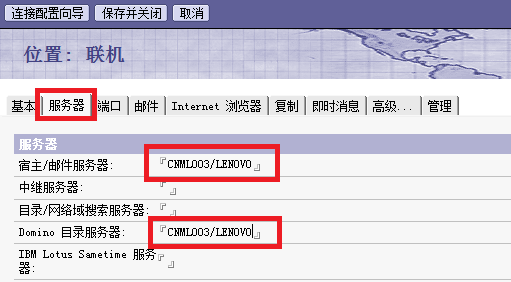 连接配置向导 保存并关闭 取消
位置: 联机
基本 服务器 端口 邮件 Internet 浏览器 复制 即时消息 高级... 管理
服务器
宿主/邮件服务器: 『CNML003/LENOVO』
中继服务器: 『 』
目录/网络域搜索服务器: 『 』
Domino 目录服务器: 『CNML003/LENOVO』
IBM Lotus Sametime 服务器: 『 』